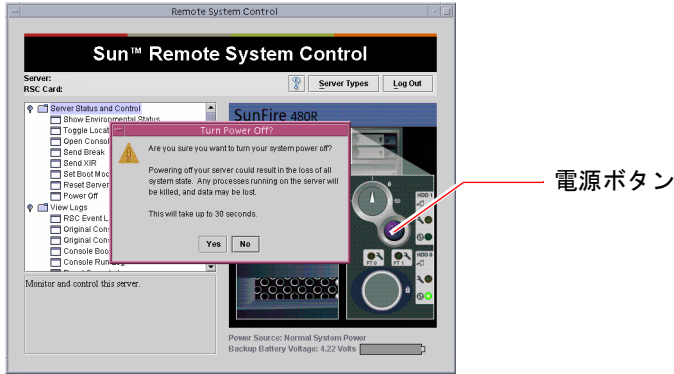 Remote System Control
Sun™ Remote System Control
Server:
RSC Card:
Server Types
Log Out
Server Status and Control
Show Environmental Status
Toggle Locat
Open Consol
Send Break
Send XIR
Set Boot Mod
Reset Server
Power Off
View Logs
RSC Event L
Original Con
Original Con
Console Boo
Console Run Log
SunFire 480R
Turn Power Off?
Are you sure you want to turn your system power off?
Powering off your server could result in the loss of all
system state. Any processes running on the server will
be killed, and data may be lost.
This will take up to 30 seconds.
Yes
No
HDD 1
HDD 0
FT 0
FT 1
電源ボタン
Monitor and control this server.
Power Source: Normal System Power
Backup Battery Voltage: 4.22 Volts